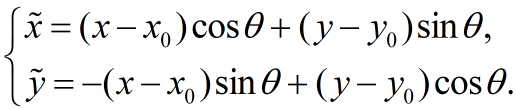 x̃ = (x − x₀)cosθ + (y − y₀)sinθ,
ỹ = −(x − x₀)sinθ + (y − y₀)cosθ.